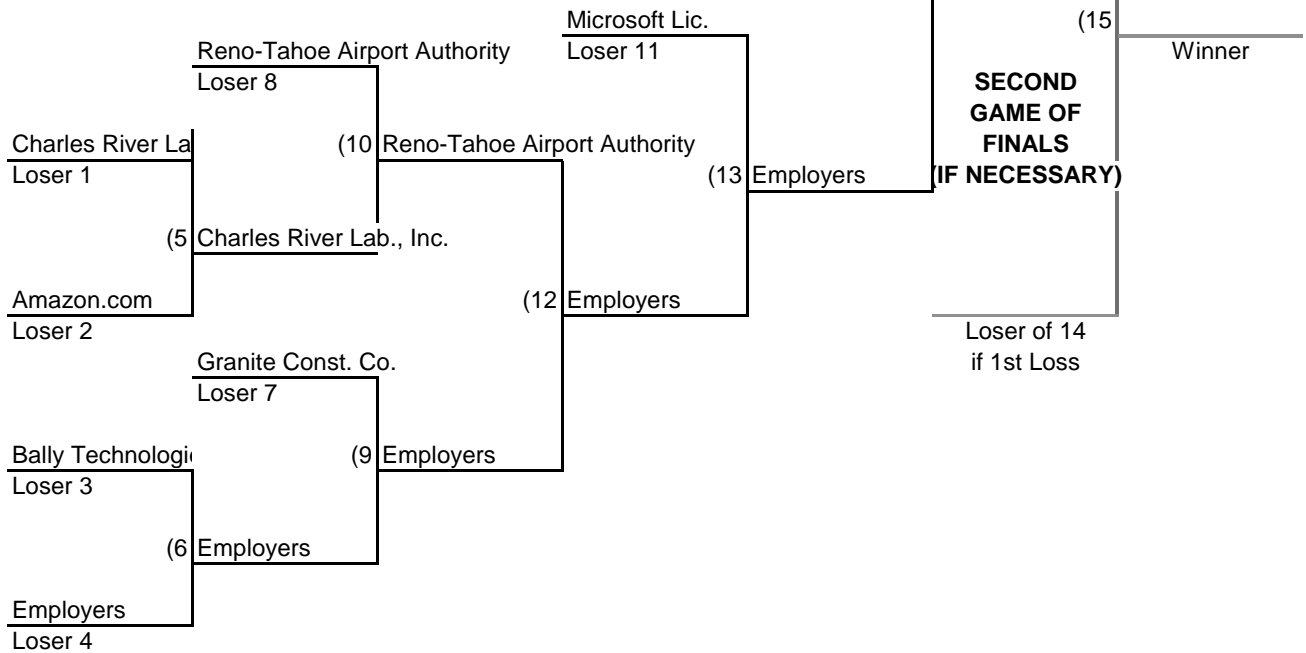 Microsoft Lic.
(15
Reno-Tahoe Airport Authority
Loser 11
Winner
Loser 8
SECOND
GAME OF
Charles River La
(10 Reno-Tahoe Airport Authority
FINALS
Loser 1
(13 Employers
(IF NECESSARY)
(5 Charles River Lab., Inc.
Amazon.com
(12 Employers
Loser 2
Loser of 14
Granite Const. Co.
if 1st Loss
Loser 7
Bally Technologi
(9 Employers
Loser 3
(6 Employers
Employers
Loser 4